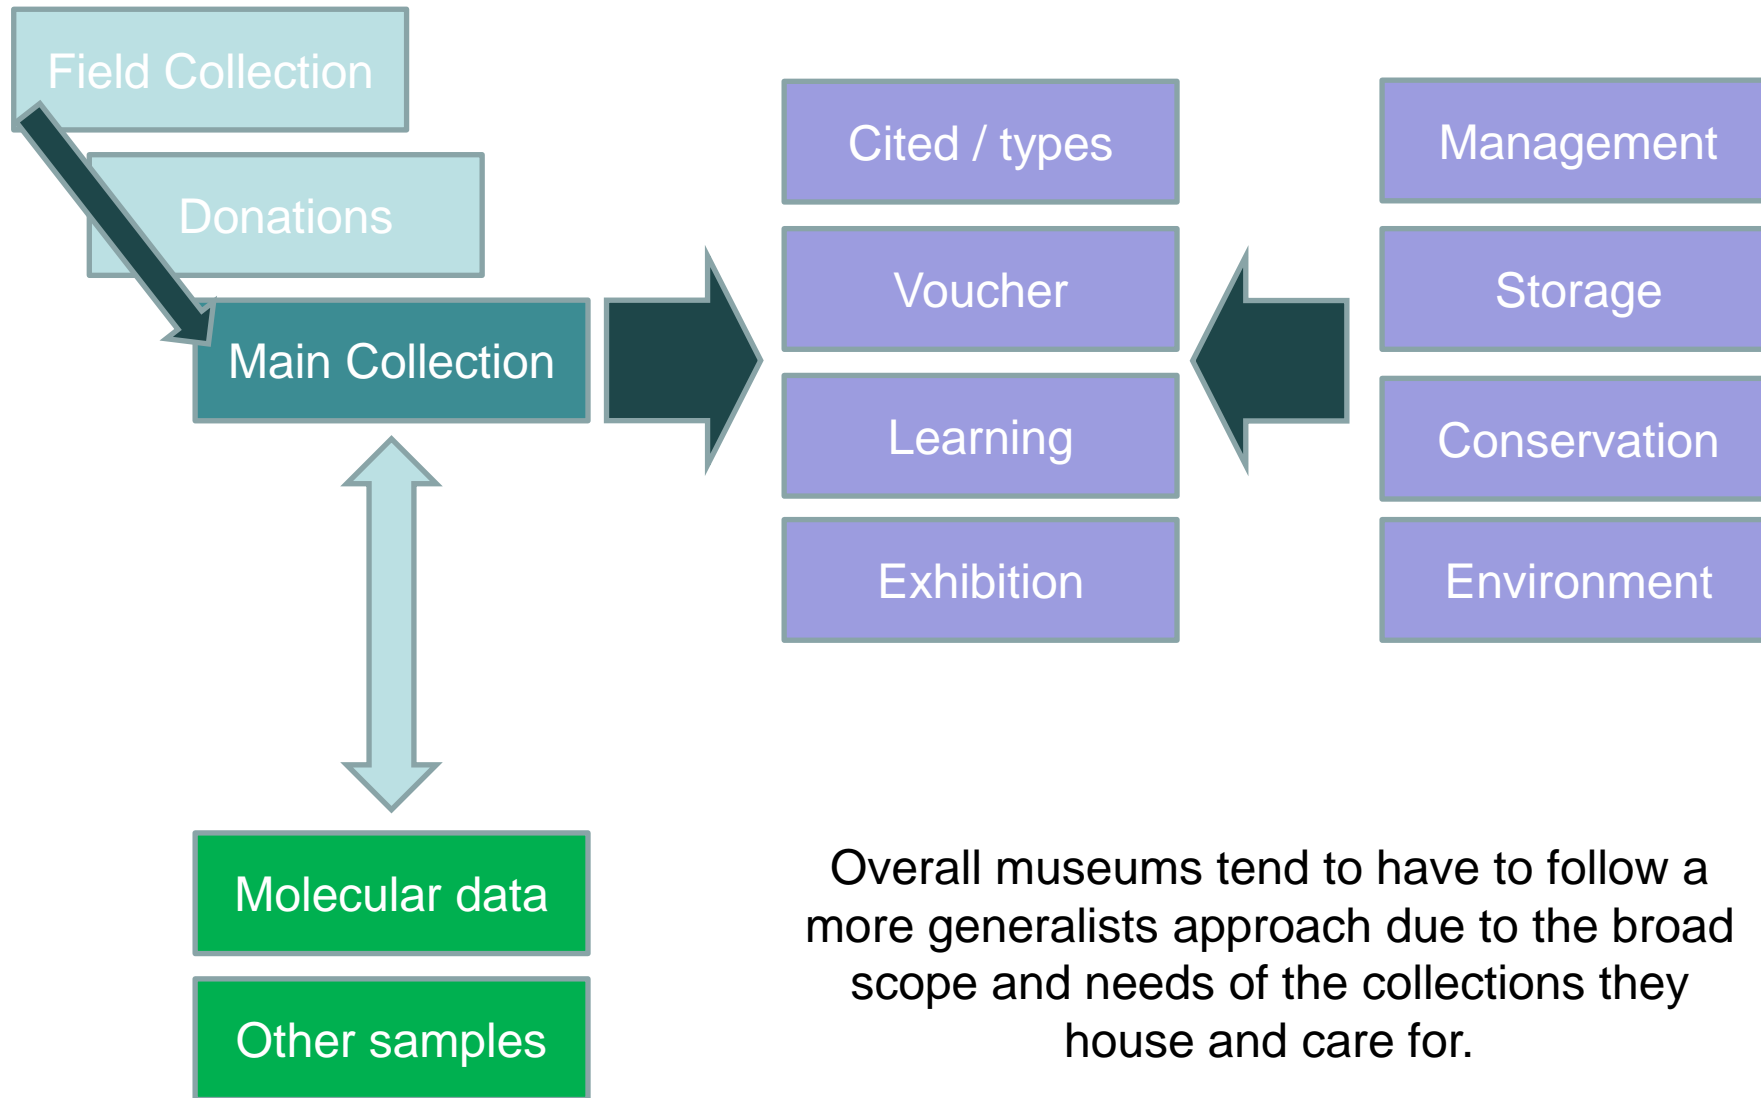 Field Collection
Donations
Main Collection
Molecular data
Other samples
Cited / types
Voucher
Learning
Exhibition
Management
Storage
Conservation
Environment
Overall museums tend to have to follow a
more generalists approach due to the broad
scope and needs of the collections they
house and care for.